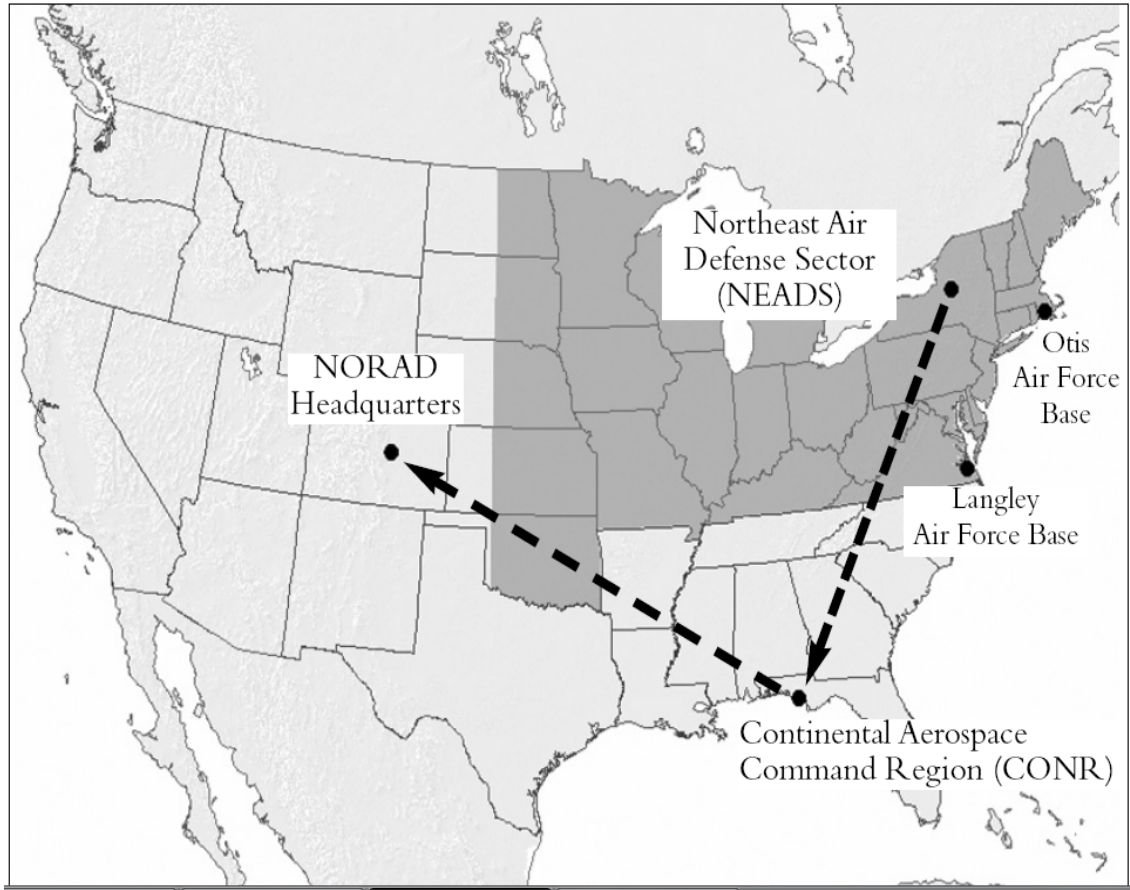 Northeast Air
Defense Sector
(NEADS)
NORAD
Headquarters
Otis
Air Force
Base
Langley
Air Force Base
Continental Aerospace
Command Region (CONR)